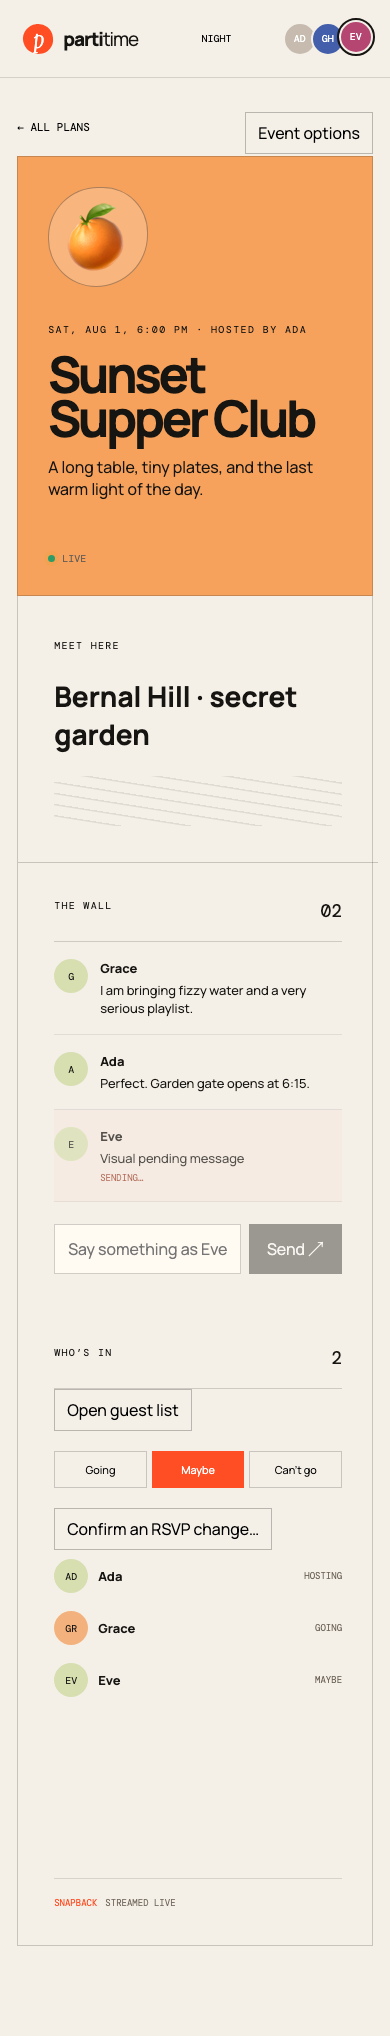 p partitime
NIGHT
AD GH EV
← ALL PLANS
Event options
SAT, AUG 1, 6:00 PM · HOSTED BY ADA
Sunset
Supper Club
A long table, tiny plates, and the last
warm light of the day.
LIVE
MEET HERE
Bernal Hill · secret
garden
THE WALL
02
G
Grace
I am bringing fizzy water and a very
serious playlist.
A
Ada
Perfect. Garden gate opens at 6:15.
E
Eve
Visual pending message
SENDING…
Say something as Eve
Send ↗
WHO'S IN
2
Open guest list
Going
Maybe
Can't go
Confirm an RSVP change…
AD Ada HOSTING
GR Grace GOING
EV Eve MAYBE
SNAPBACK STREAMED LIVE